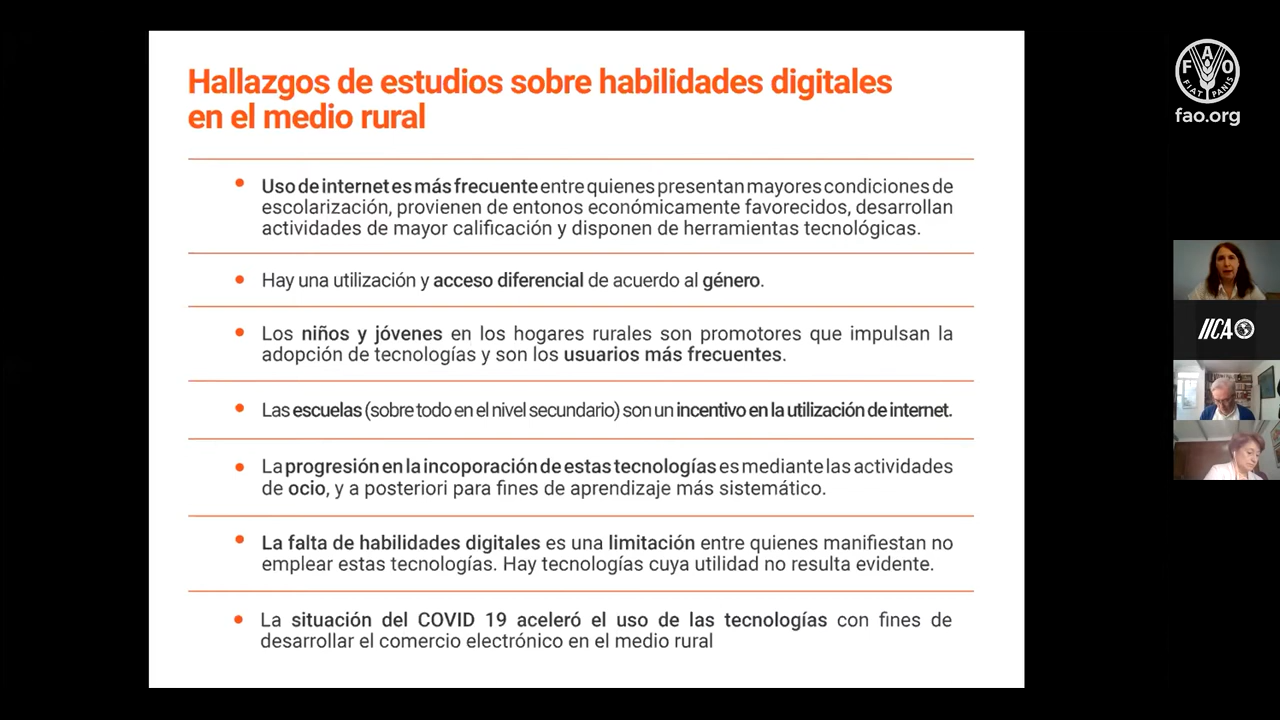 Hallazgos de estudios sobre habilidades digitales
en el medio rural
• Uso de internet es más frecuente entre quienes presentan mayores condiciones de
escolarización, provienen de entonos económicamente favorecidos, desarrollan
actividades de mayor calificación y disponen de herramientas tecnológicas.
• Hay una utilización y acceso diferencial de acuerdo al género.
• Los niños y jóvenes en los hogares rurales son promotores que impulsan la
adopción de tecnologías y son los usuarios más frecuentes.
• Las escuelas (sobre todo en el nivel secundario) son un incentivo en la utilización de internet.
• La progresión en la incoporación de estas tecnologías es mediante las actividades
de ocio, y a posteriori para fines de aprendizaje más sistemático.
• La falta de habilidades digitales es una limitación entre quienes manifiestan no
emplear estas tecnologías. Hay tecnologías cuya utilidad no resulta evidente.
• La situación del COVID 19 aceleró el uso de las tecnologías con fines de
desarrollar el comercio electrónico en el medio rural
F A O
FIAT PANIS
fao.org
IICA